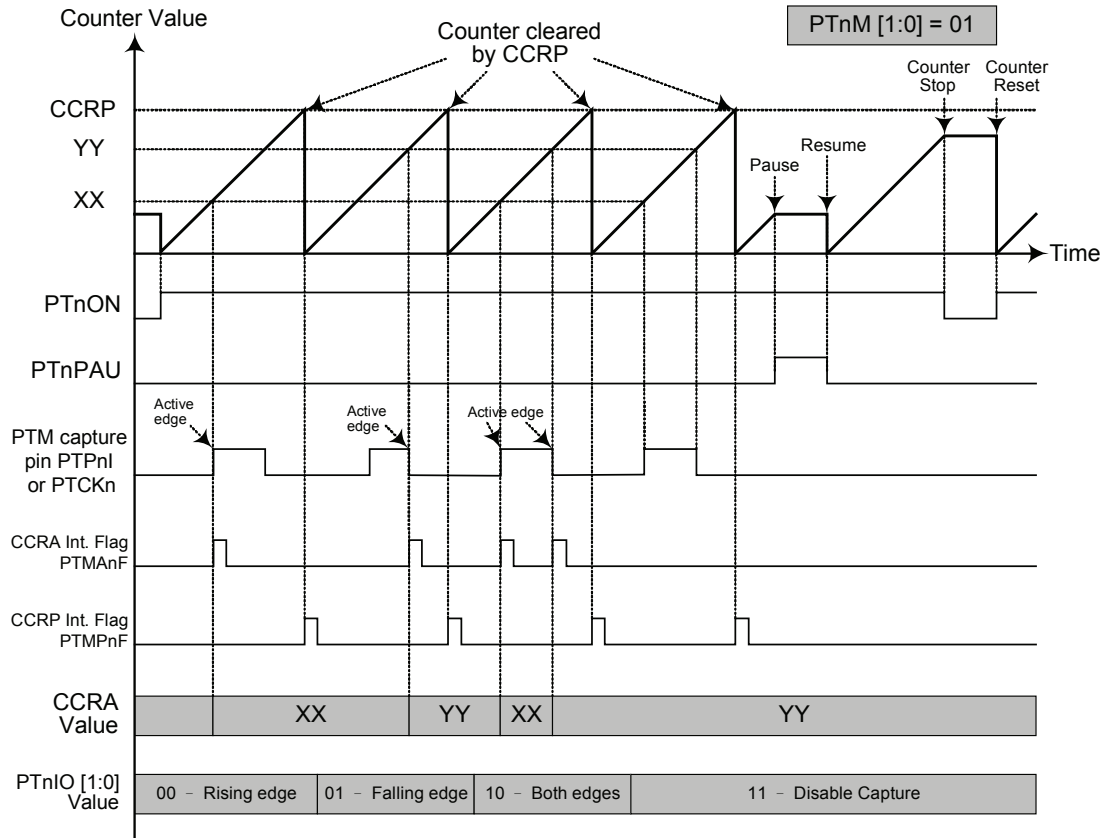 Counter Value
PTnM [1:0] = 01
Counter cleared
by CCRP
Counter
Stop
Counter
Reset
CCRP
YY
XX
Pause
Resume
Time
PTnON
PTnPAU
Active
edge
Active
edge
Active edge
PTM capture
pin PTPnI
or PTCKn
CCRA Int. Flag
PTMAnF
CCRP Int. Flag
PTMPnF
CCRA
Value
XX
YY
XX
YY
PTnIO [1:0]
Value
00 – Rising edge
01 – Falling edge
10 – Both edges
11 – Disable Capture